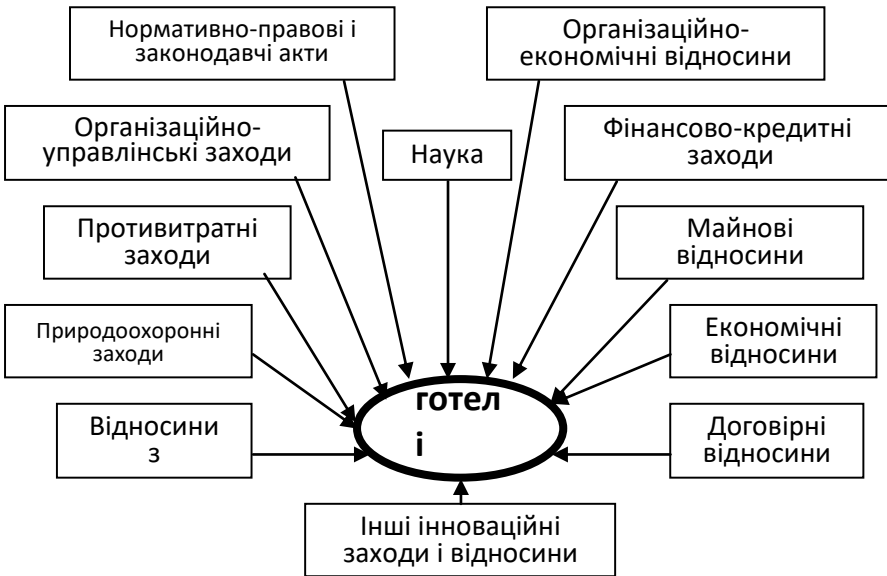 Нормативно-правові і
законодавчі акти
Організаційно-
економічні відносини
Організаційно-
управлінські заходи
Наука
Фінансово-кредитні
заходи
Противитратні
заходи
Майнові
відносини
Природоохоронні
заходи
Економічні
відносини
готел
і
Відносини
з
Договірні
відносини
Інші інноваційні
заходи і відносини